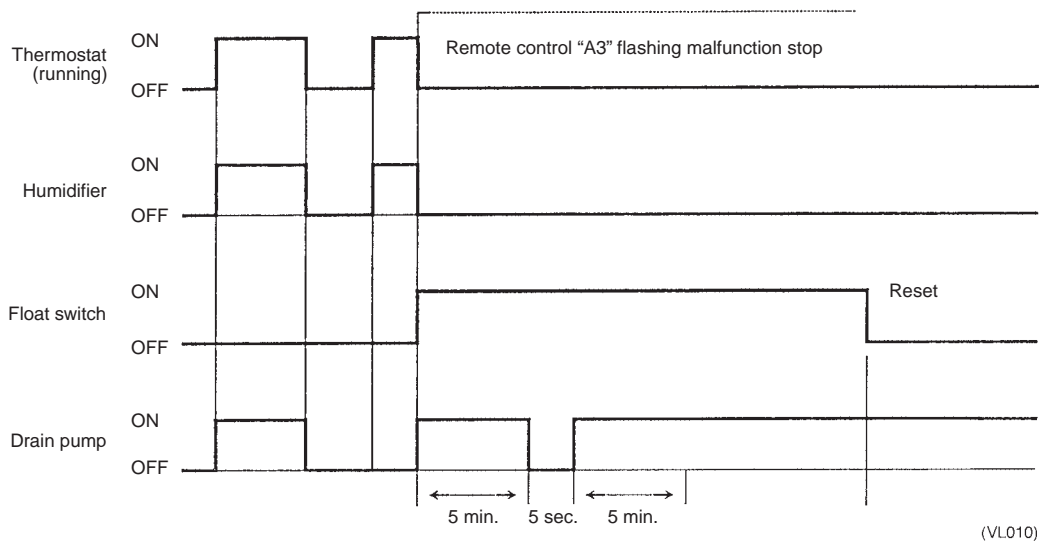 Thermostat
(running)
ON
OFF
Remote control “A3” flashing malfunction stop
Humidifier
ON
OFF
Float switch
ON
OFF
Reset
Drain pump
ON
OFF
5 min.
5 sec.
5 min.
(VL010)